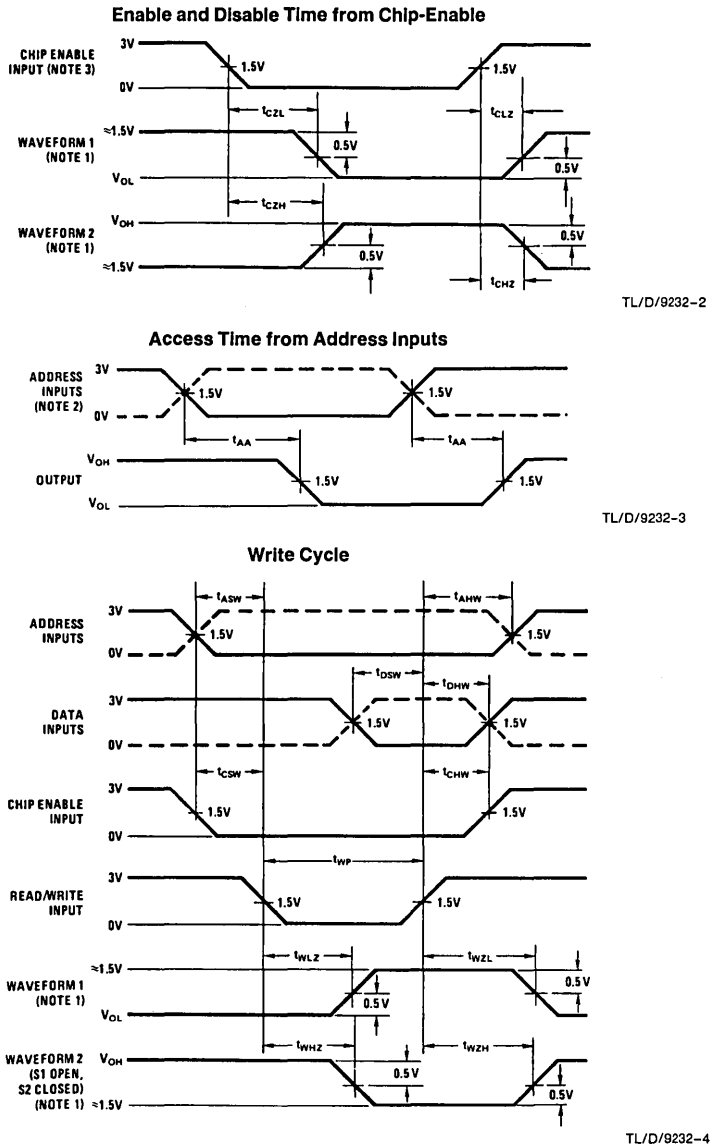 Enable and Disable Time from Chip-Enable
CHIP ENABLE
INPUT (NOTE 3)
3V
0V
1.5V
1.5V
tCZL
tCLZ
WAVEFORM 1
(NOTE 1)
≈1.5V
VOL
0.5V
0.5V
tCZH
WAVEFORM 2
(NOTE 1)
VOH
≈1.5V
0.5V
0.5V
tCHZ
TL/D/9232-2
Access Time from Address Inputs
ADDRESS
INPUTS
(NOTE 2)
3V
0V
1.5V
1.5V
tAA
tAA
OUTPUT
VOH
VOL
1.5V
1.5V
TL/D/9232-3
Write Cycle
tASW
tAHW
ADDRESS
INPUTS
3V
0V
1.5V
1.5V
tDSW
tDHW
DATA
INPUTS
3V
0V
1.5V
1.5V
tCSW
tCHW
CHIP ENABLE
INPUT
3V
0V
1.5V
1.5V
tWP
READ/WRITE
INPUT
3V
0V
1.5V
1.5V
tWLZ
tWZL
WAVEFORM 1
(NOTE 1)
≈1.5V
VOL
0.5V
0.5V
tWHZ
tWZH
WAVEFORM 2
(S1 OPEN,
S2 CLOSED)
(NOTE 1)
VOH
≈1.5V
0.5V
0.5V
TL/D/9232-4